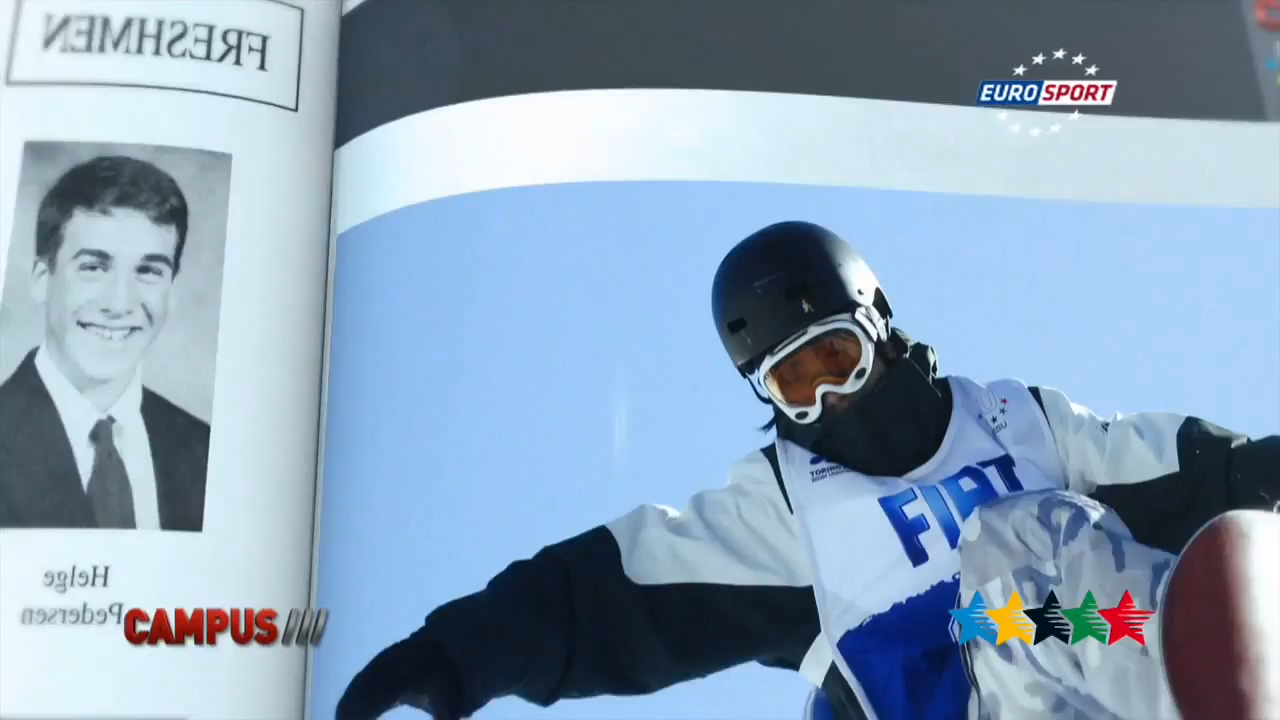 FRESHMEN
EUROSPORT
Helge
Pedersen
CAMPUS
TORINO
FIAT